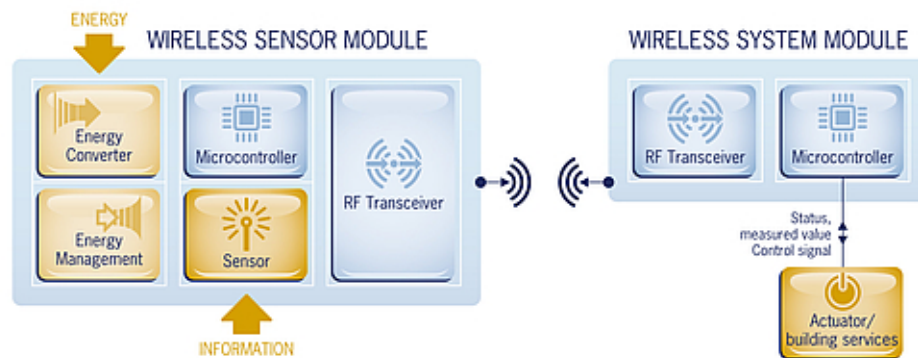 ENERGY
WIRELESS SENSOR MODULE
Energy
Converter
Microcontroller
RF Transceiver
Energy
Management
Sensor
INFORMATION
WIRELESS SYSTEM MODULE
RF Transceiver
Microcontroller
Status,
measured value
Control signal
Actuator/
building services